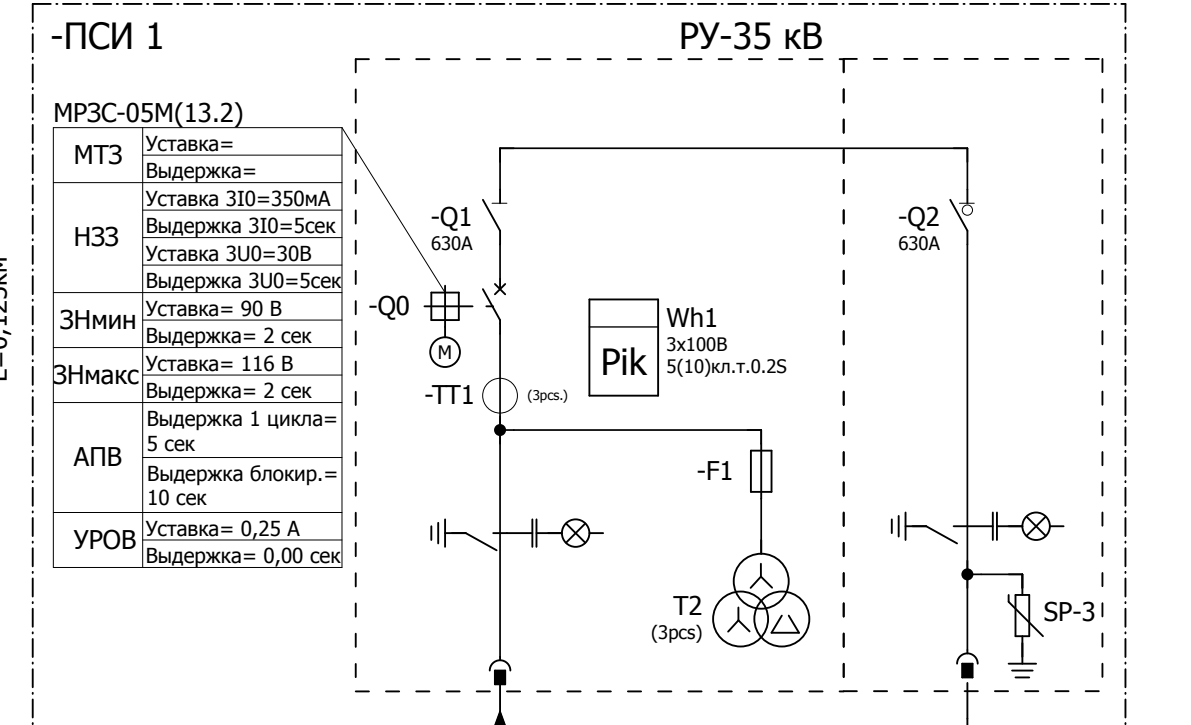 -ПСИ 1
РУ-35 кВ
МРЗС-05М(13.2)
МТЗ
Уставка=
Выдержка=
НЗЗ
Уставка 3I0=350мА
Выдержка 3I0=5сек
Уставка 3U0=30В
Выдержка 3U0=5сек
ЗНмин
Уставка= 90 В
Выдержка= 2 сек
ЗНмакс
Уставка= 116 В
Выдержка= 2 сек
АПВ
Выдержка 1 цикла=
5 сек
Выдержка блокир.=
10 сек
УРОВ
Уставка= 0,25 А
Выдержка= 0,00 сек
-Q1
630А
-Q0
M
-TT1
(3pcs.)
Pik
Wh1
3х100В
5(10)кл.т.0.2S
-F1
T2
(3pcs)
-Q2
630А
SP-3